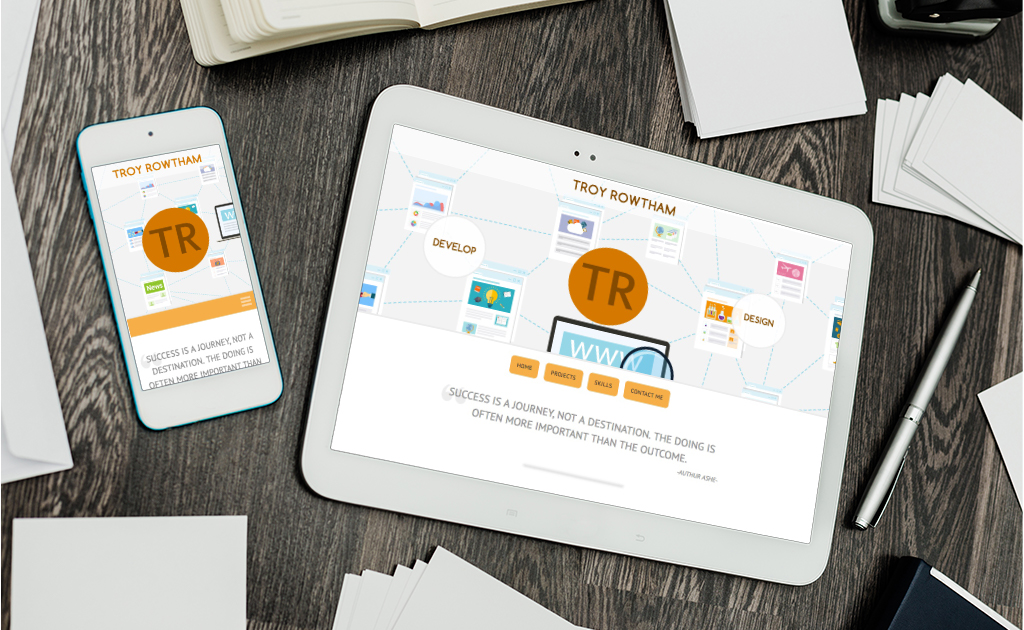 TROY ROWTHAM
TR
W
News
SUCCESS IS A JOURNEY, NOT A
DESTINATION. THE DOING IS
OFTEN MORE IMPORTANT THAN
TROY ROWTHAM
DEVELOP
TR
DESIGN
WWW
HOME
PROJECTS
SKILLS
CONTACT ME
SUCCESS IS A JOURNEY, NOT A DESTINATION. THE DOING IS
OFTEN MORE IMPORTANT THAN THE OUTCOME.
-AUTHUR ASHE-